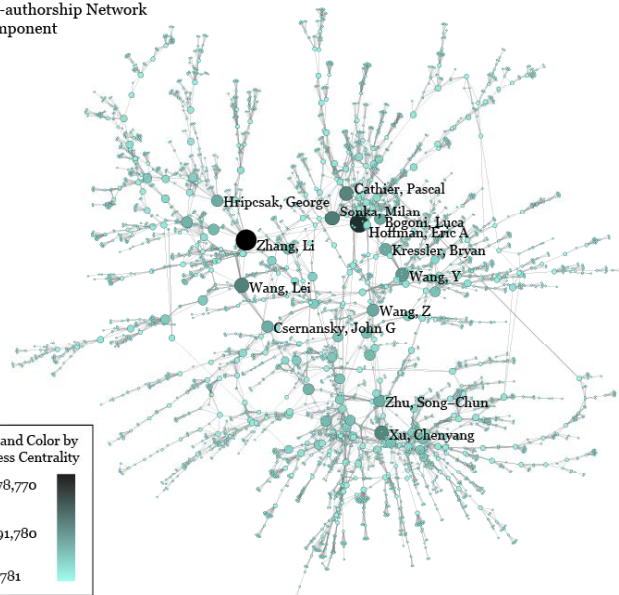 -authorship Network
mponent
Cathier, Pascal
Hripcsak, George
Sonka, Milan
Bogoni, Luca
Hoffman, Eric A
Zhang, Li
Kressler, Bryan
Wang, Y
Wang, Lei
Wang, Z
Csernansky, John G
Zhu, Song–Chun
Xu, Chenyang
and Color by
ess Centrality
78,770
91,780
781